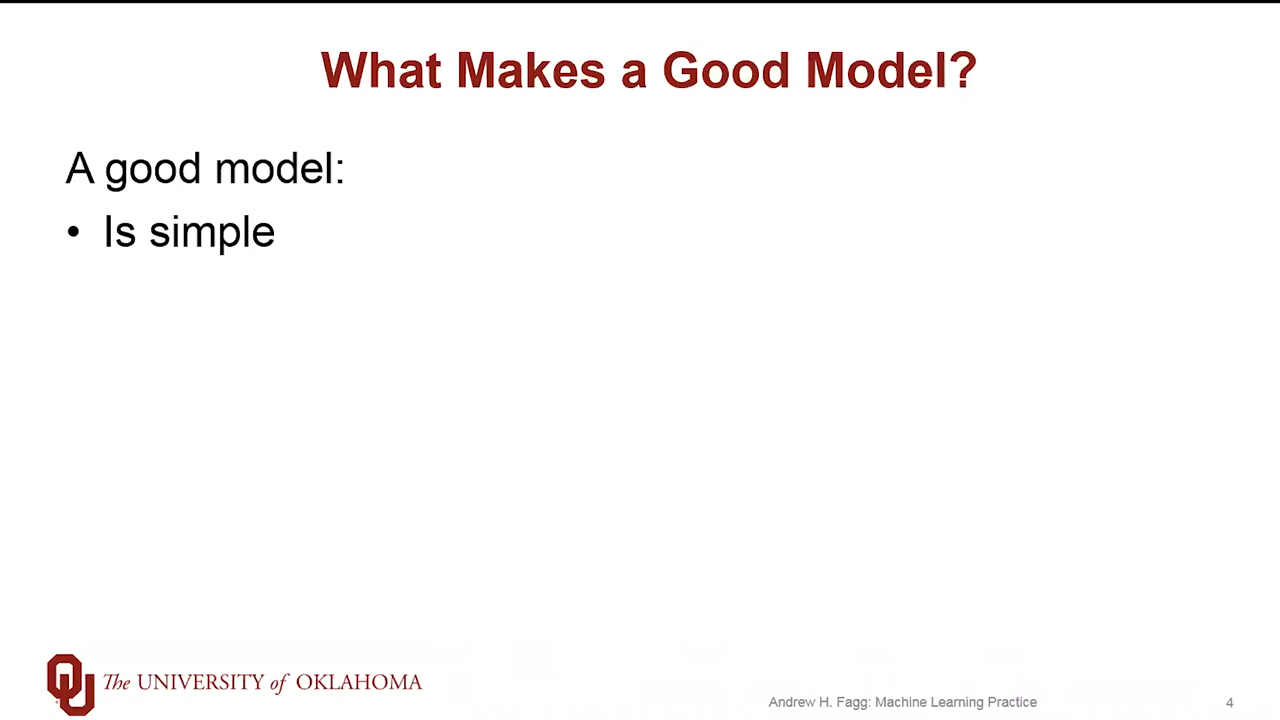 What Makes a Good Model?
A good model:
• Is simple
The UNIVERSITY of OKLAHOMA
Andrew H. Fagg: Machine Learning Practice
4